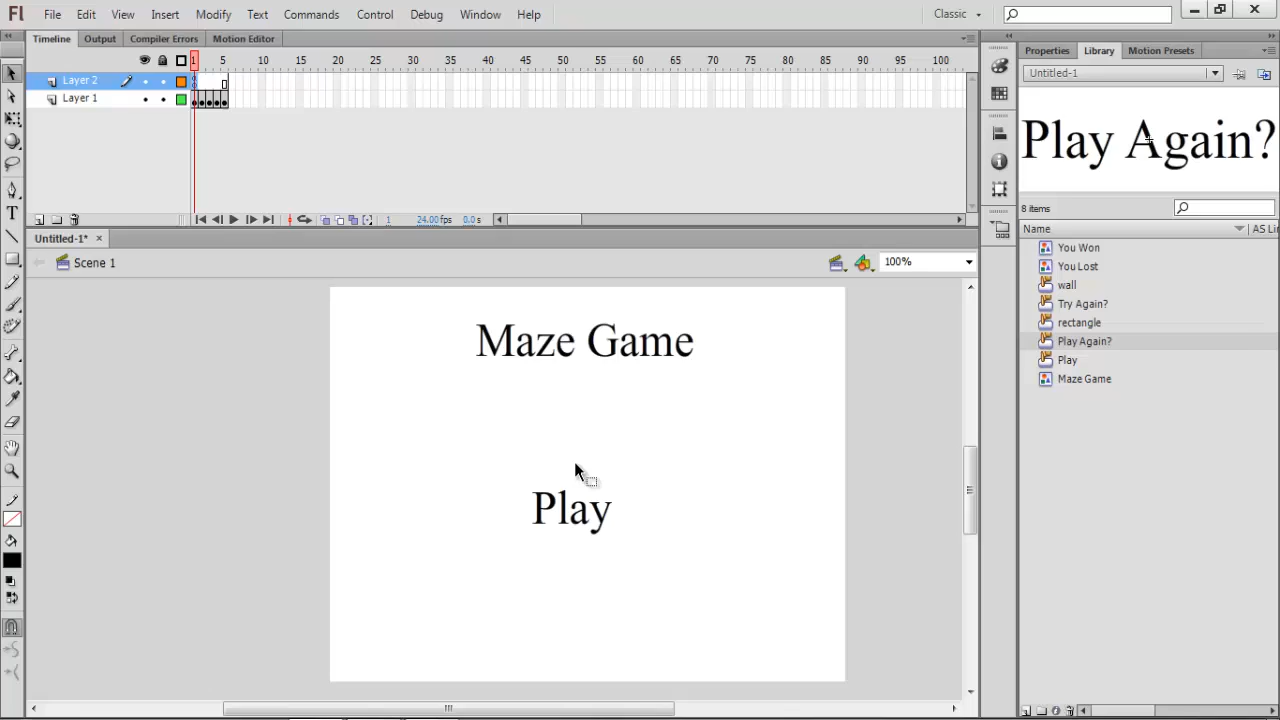 Fl File Edit View Insert Modify Text Commands Control Debug Window Help Classic
Timeline Output Compiler Errors Motion Editor
Properties Library Motion Presets
1 5 10 15 20 25 30 35 40 45 50 55 60 65 70 75 80 85 90 95 100
Untitled-1
Layer 2
Layer 1
Play Again?
8 items
1 24.00fps 0.0s
Name AS Li
Untitled-1* ×
Scene 1
100%
You Won
You Lost
wall
Try Again?
rectangle
Play Again?
Play
Maze Game
Maze Game
Play